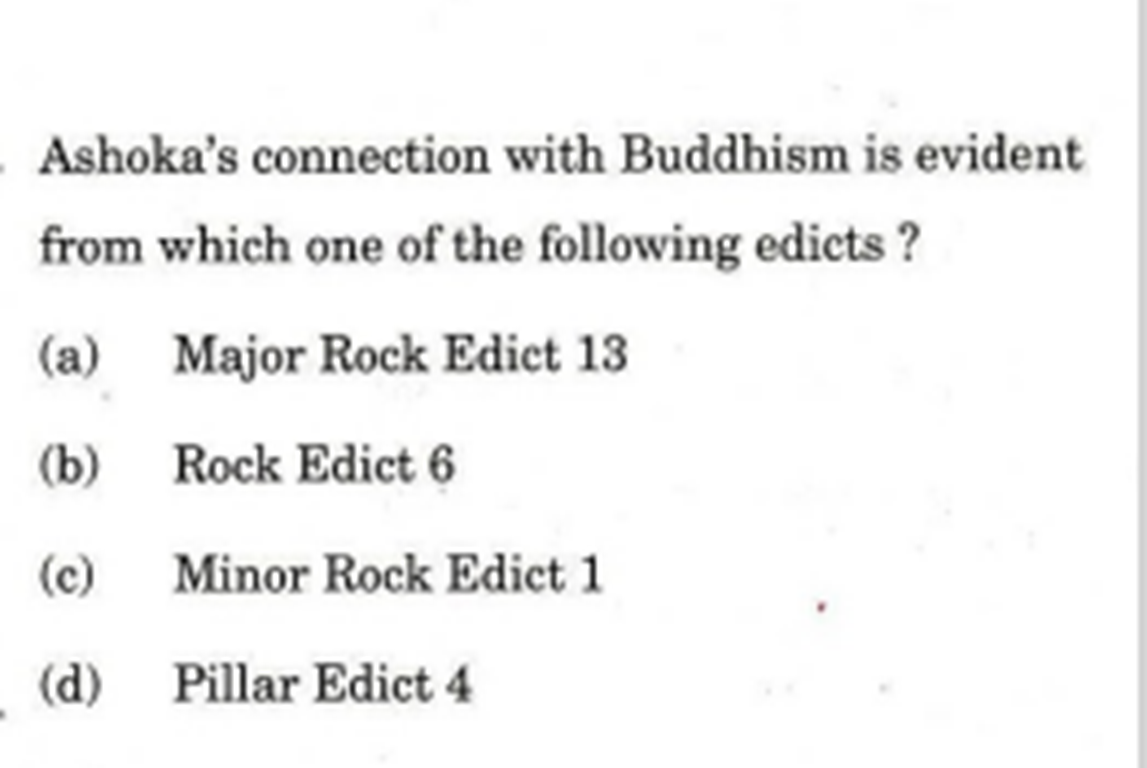 Ashoka's connection with Buddhism is evident
from which one of the following edicts ?
(a) Major Rock Edict 13
(b) Rock Edict 6
(c) Minor Rock Edict 1
(d) Pillar Edict 4